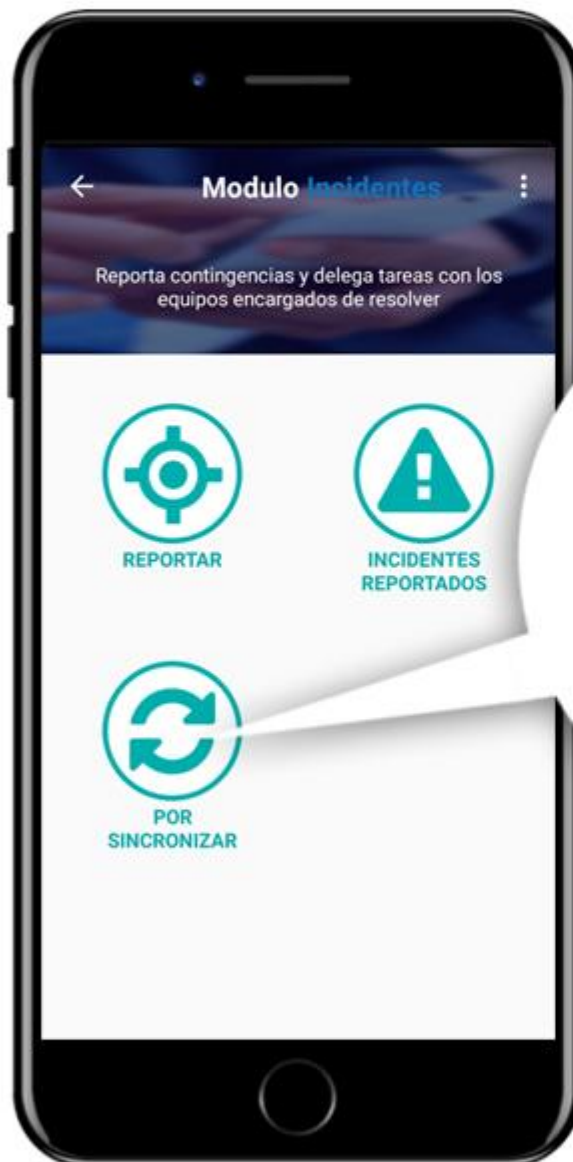 Modulo Incidentes
Reporta contingencias y delega tareas con los
equipos encargados de resolver
REPORTAR
INCIDENTES
REPORTADOS
POR
SINCRONIZAR